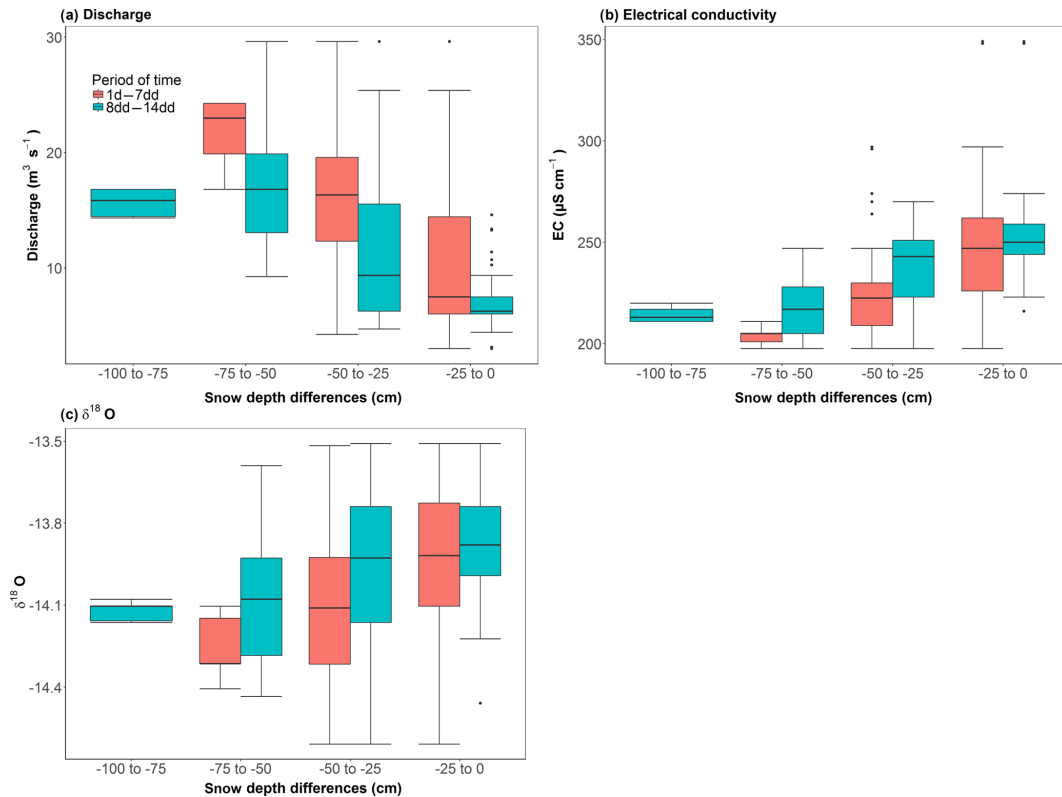 (a) Discharge
30
20
10
Discharge (m³ s⁻¹)
Period of time
1d—7dd
8dd—14dd
-100 to -75
-75 to -50
-50 to -25
-25 to 0
Snow depth differences (cm)
(b) Electrical conductivity
350
300
250
200
EC (µS cm⁻¹)
-100 to -75
-75 to -50
-50 to -25
-25 to 0
Snow depth differences (cm)
(c) δ¹⁸ O
-13.5
-13.8
-14.1
-14.4
δ¹⁸ O
-100 to -75
-75 to -50
-50 to -25
-25 to 0
Snow depth differences (cm)